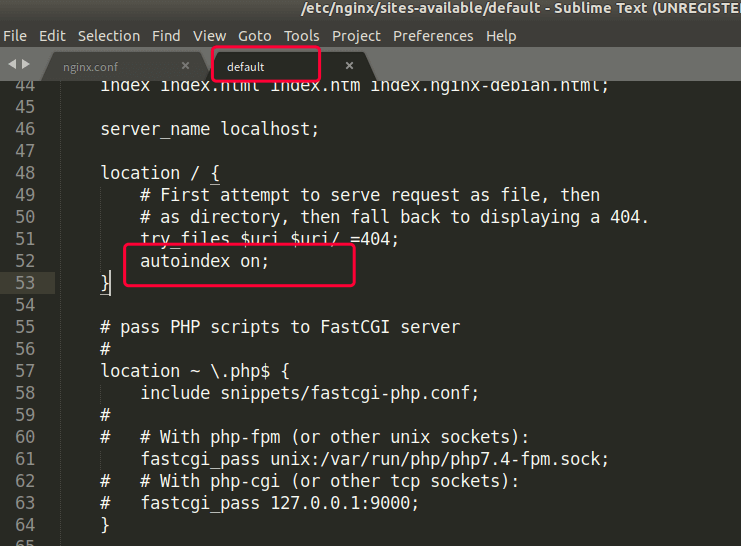 /etc/nginx/sites-available/default - Sublime Text (UNREGISTE
File Edit Selection Find View Goto Tools Project Preferences Help
nginx.conf × default ×
44 index index.html index.htm index.nginx-debian.html;
45
46 server_name localhost;
47
48 location / {
49 # First attempt to serve request as file, then
50 # as directory, then fall back to displaying a 404.
51 try_files $uri $uri/ =404;
52 autoindex on;
53 }
54
55 # pass PHP scripts to FastCGI server
56 #
57 location ~ \.php$ {
58 include snippets/fastcgi-php.conf;
59 #
60 # # With php-fpm (or other unix sockets):
61 fastcgi_pass unix:/var/run/php/php7.4-fpm.sock;
62 # # With php-cgi (or other tcp sockets):
63 # fastcgi_pass 127.0.0.1:9000;
64 }
65